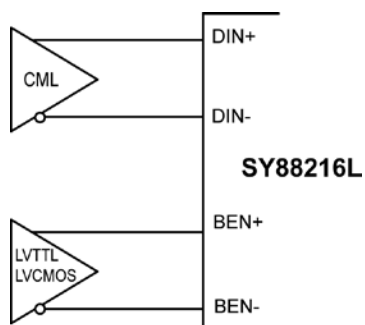 DIN+
CML
DIN-
SY88216L
BEN+
LVTTL
LVCMOS
BEN-